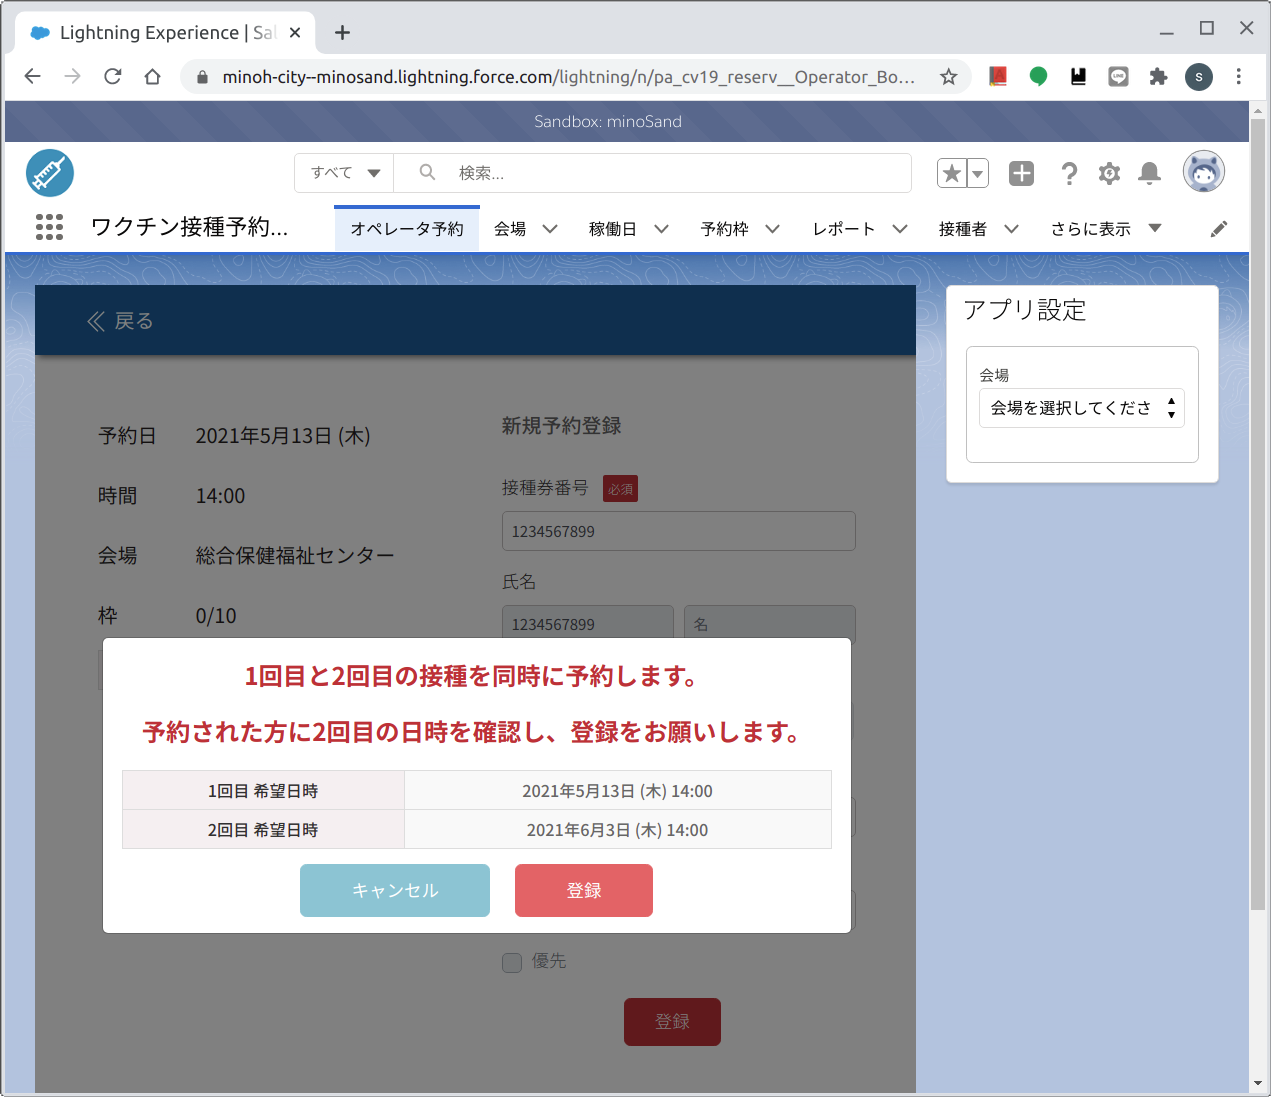 Lightning Experience | Sal
minoh-city--minosand.lightning.force.com/lightning/n/pa_cv19_reserv__Operator_Bo...
S
Sandbox: minoSand
すべて
検索...
ワクチン接種予約...
オペレータ予約
会場
稼働日
予約枠
レポート
接種者
さらに表示
戻る
アプリ設定
会場
会場を選択してくださ
予約日 2021年5月13日 (木)
時間 14:00
会場 総合保健福祉センター
枠 0/10
新規予約登録
接種券番号 必須
1234567899
氏名
1234567899 名
1回目と2回目の接種を同時に予約します。
予約された方に2回目の日時を確認し、登録をお願いします。
1回目 希望日時 2021年5月13日 (木) 14:00
2回目 希望日時 2021年6月3日 (木) 14:00
キャンセル 登録
優先
登録